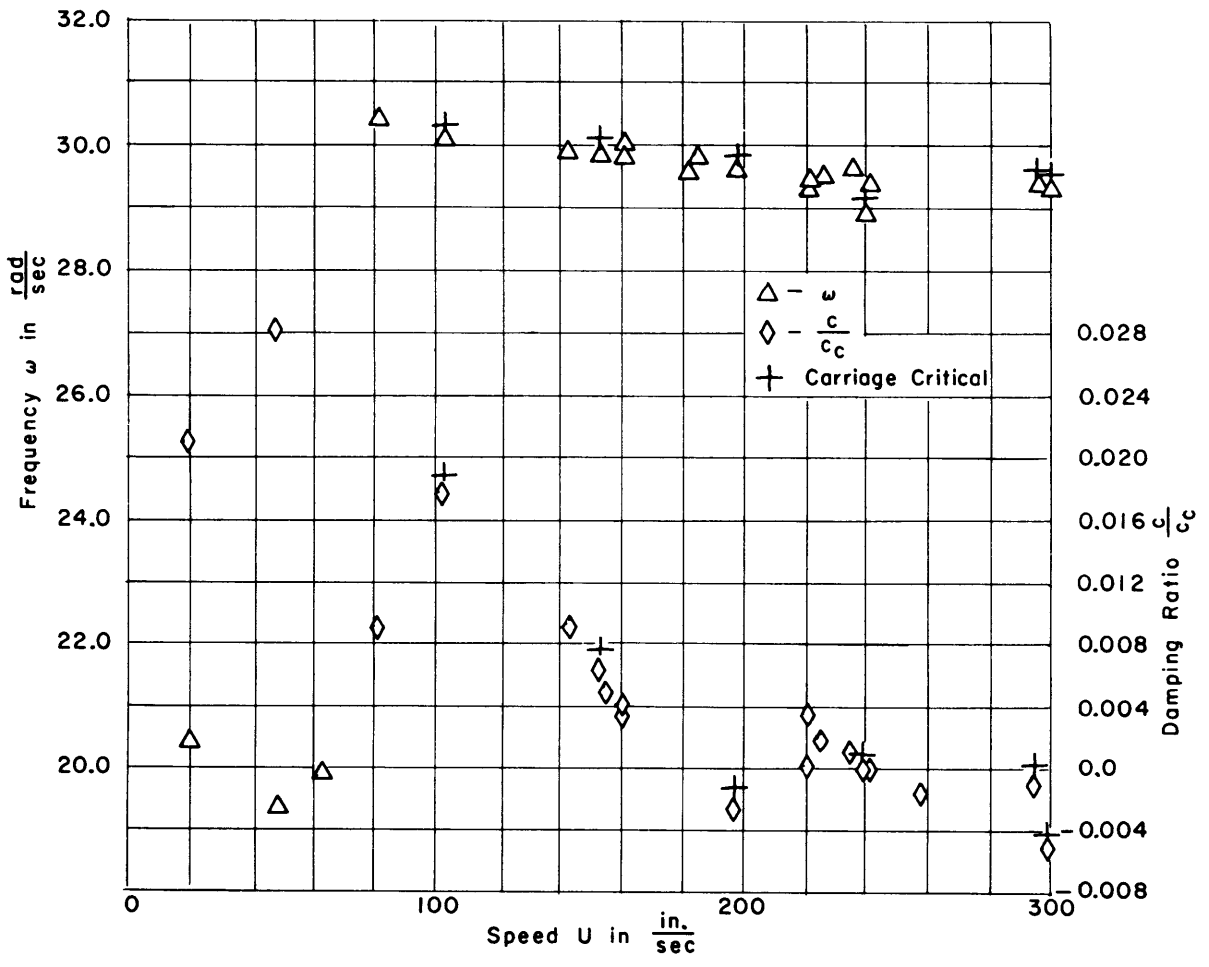 32.0
30.0
28.0
26.0
24.0
22.0
20.0
Frequency ω in rad/sec
△ – ω
◇ – c/c_c
+ Carriage Critical
0.028
0.024
0.020
0.016
0.012
0.008
0.004
0.0
-0.004
-0.008
Damping Ratio c/c_c
0 100 200 300
Speed U in in./sec